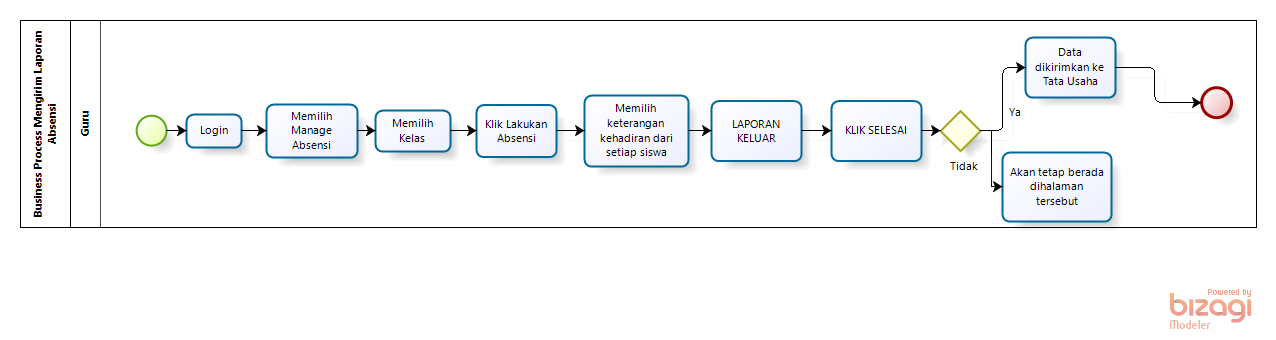 Business Process Mengirim Laporan
Absensi
Guru
Login
Memilih
Manage
Absensi
Memilih
Kelas
Klik Lakukan
Absensi
Memilih
keterangan
kehadiran dari
setiap siswa
LAPORAN
KELUAR
KLIK SELESAI
Ya
Tidak
Data
dikirimkan ke
Tata Usaha
Akan tetap berada
dihalaman
tersebut
Powered by
bizagi
Modeler